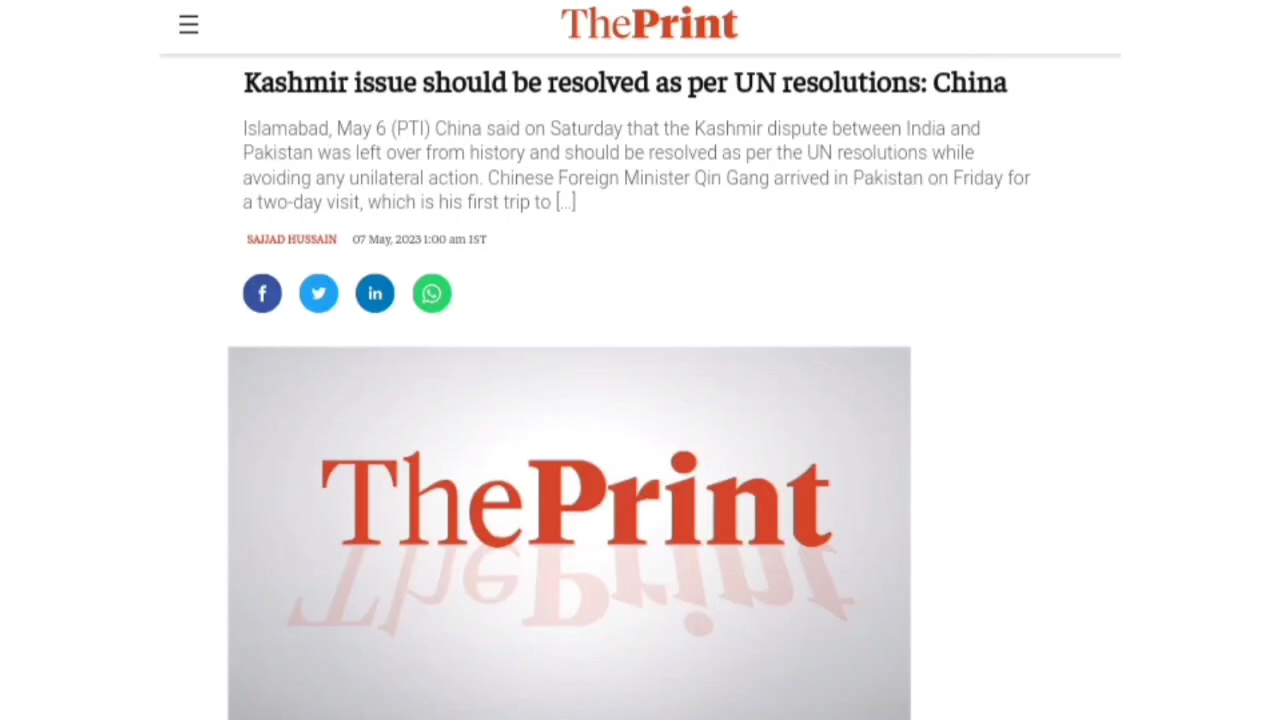 ThePrint
Kashmir issue should be resolved as per UN resolutions: China
Islamabad, May 6 (PTI) China said on Saturday that the Kashmir dispute between India and
Pakistan was left over from history and should be resolved as per the UN resolutions while
avoiding any unilateral action. Chinese Foreign Minister Qin Gang arrived in Pakistan on Friday for
a two-day visit, which is his first trip to [...]
SAJJAD HUSSAIN 07 May, 2023 1:00 am IST
f in
ThePrint
ThePrint